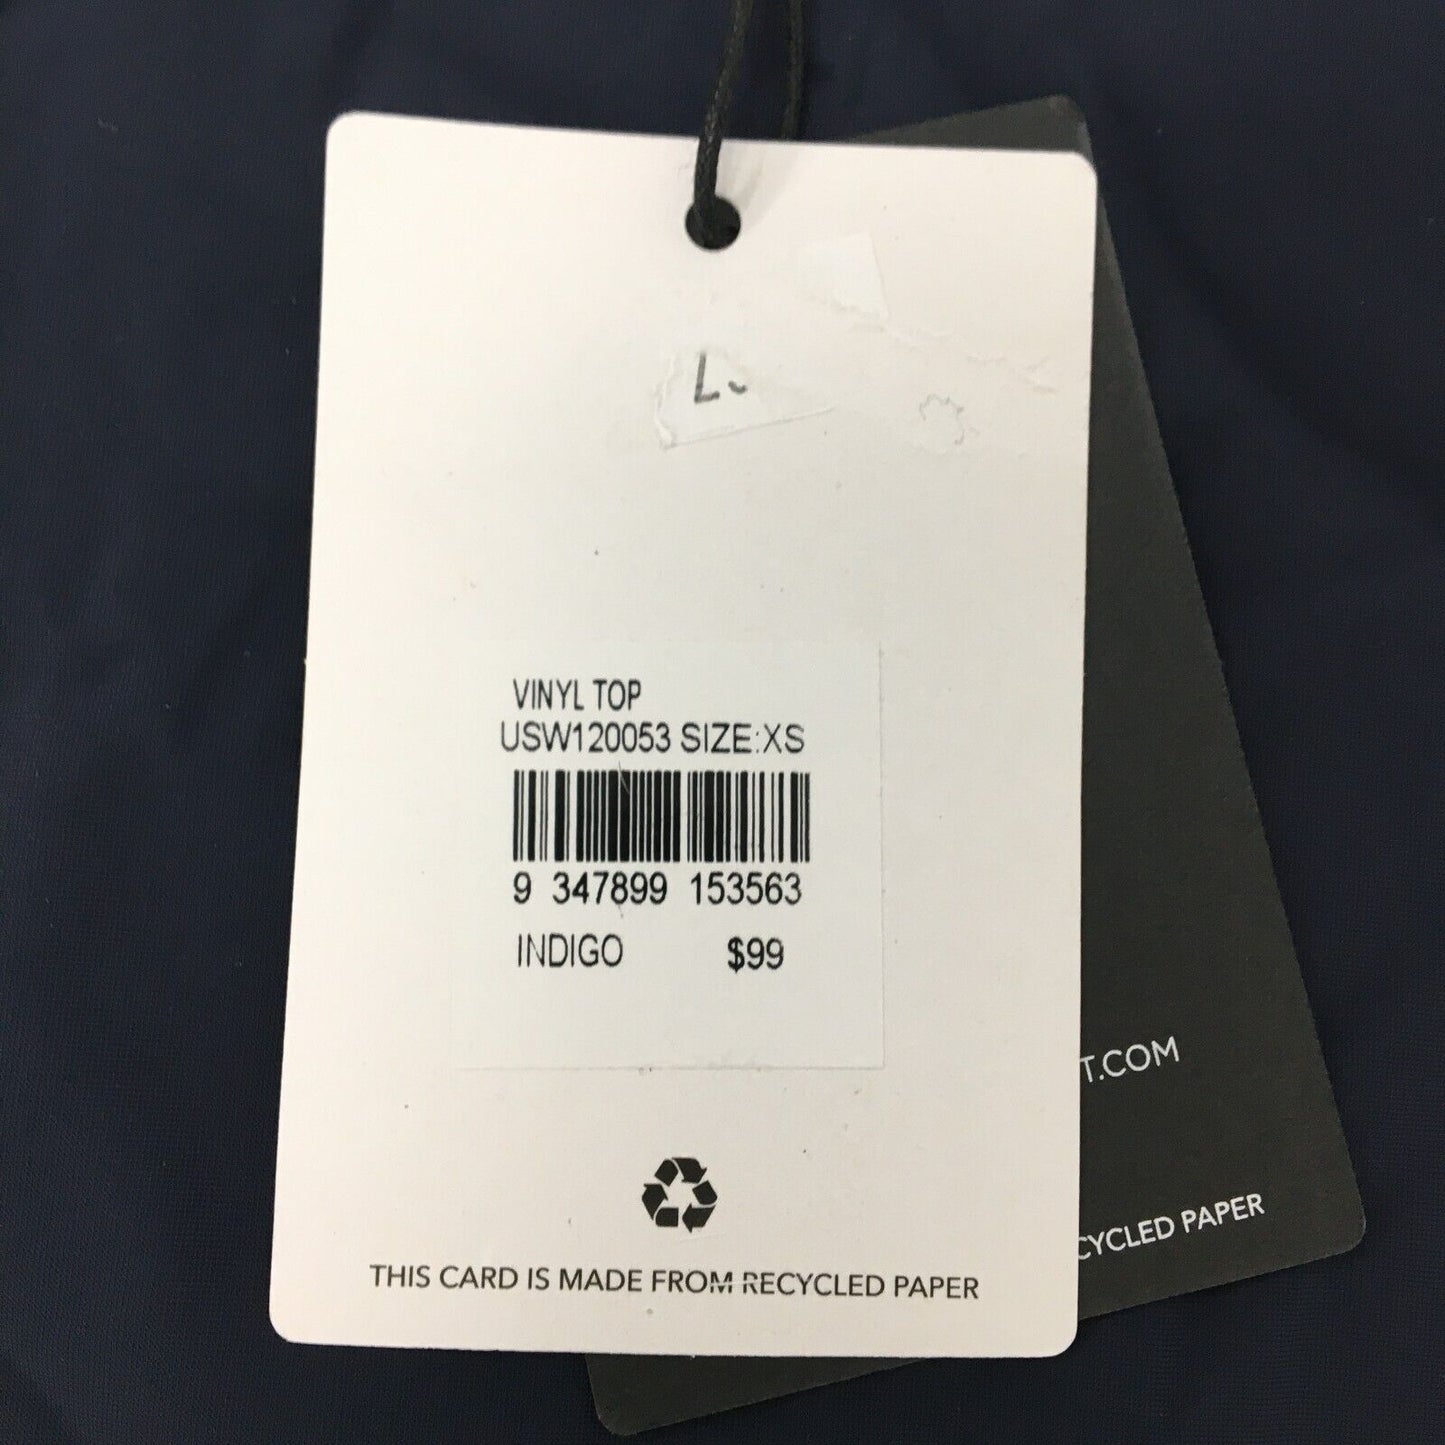 VINYL TOP
USW120053 SIZE:XS
9 347899 153563
INDIGO $99
THIS CARD IS MADE FROM RECYCLED PAPER
T.COM
CYCLED PAPER